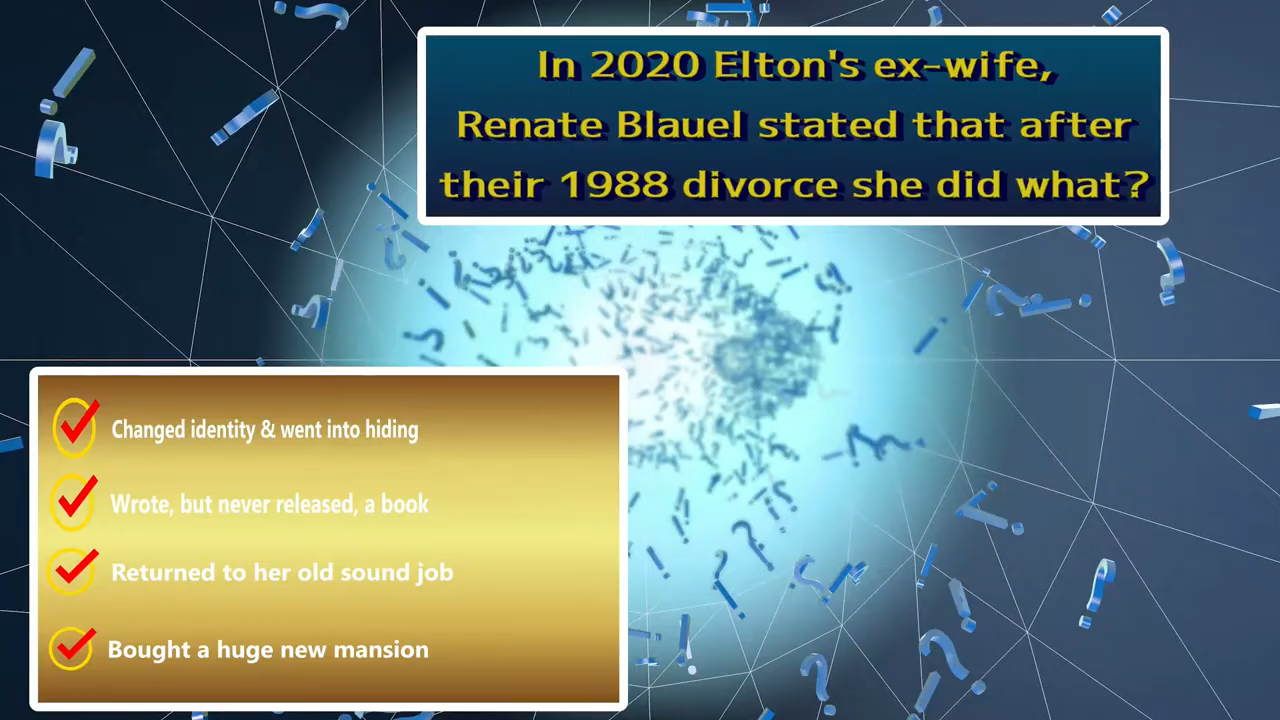 In 2020 Elton's ex-wife,
Renate Blauel stated that after
their 1988 divorce she did what?
Changed identity & went into hiding
Wrote, but never released, a book
Returned to her old sound job
Bought a huge new mansion